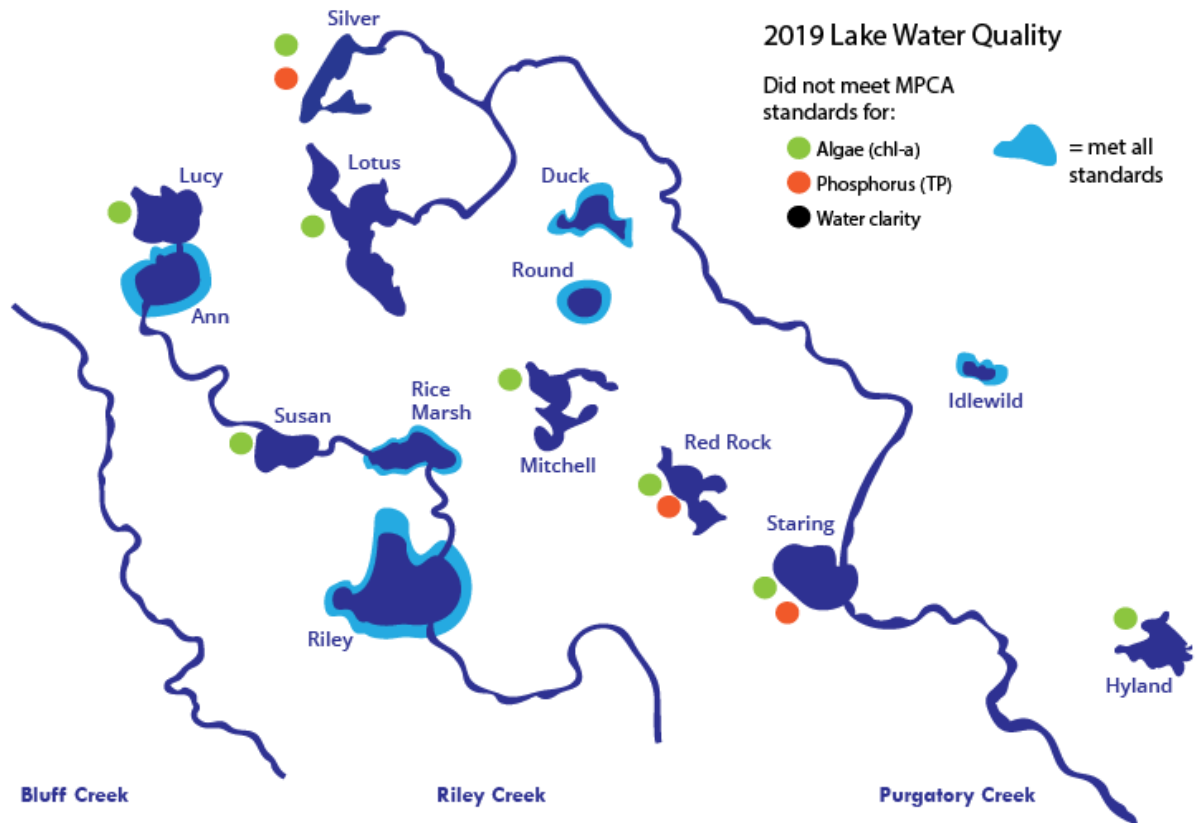 Silver
2019 Lake Water Quality
Did not meet MPCA
standards for:
Algae (chl-a)
Phosphorus (TP)
Water clarity
= met all
standards
Lucy
Lotus
Duck
Round
Ann
Idlewild
Susan
Rice
Marsh
Mitchell
Red Rock
Staring
Riley
Hyland
Bluff Creek
Riley Creek
Purgatory Creek